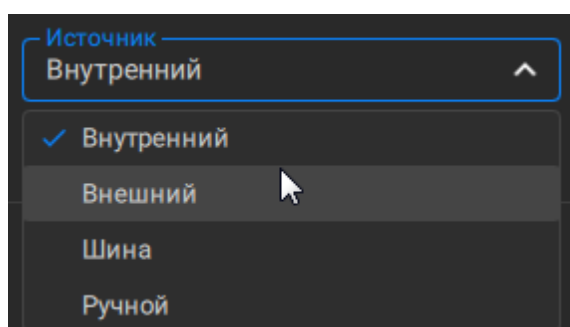 Источник
Внутренний
Внутренний
Внешний
Шина
Ручной